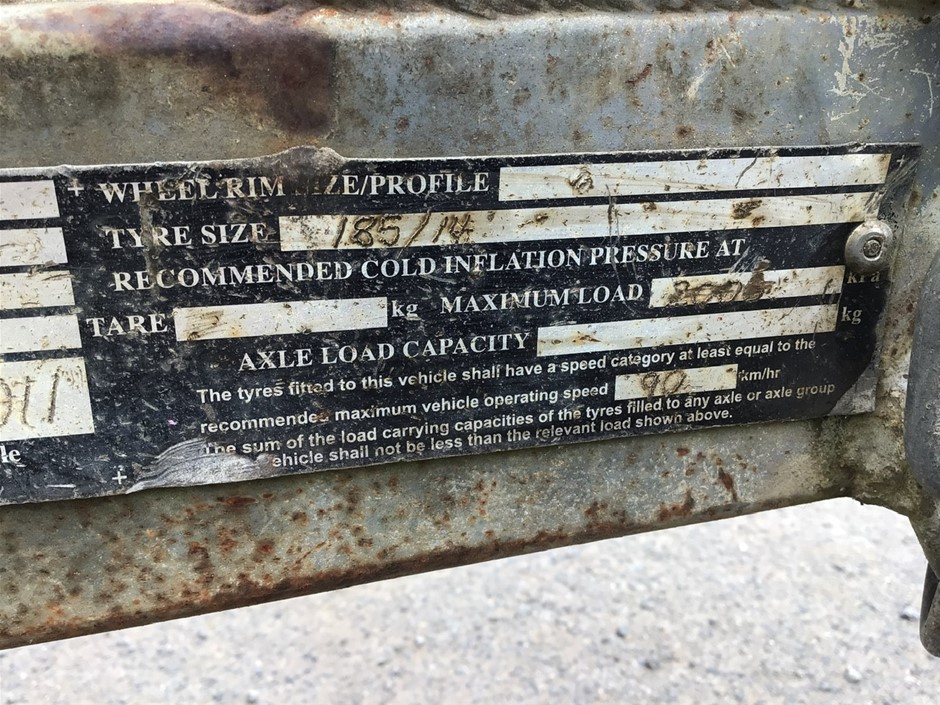 WHEEL RIM SIZE/PROFILE
TYRE SIZE 185/14
RECOMMENDED COLD INFLATION PRESSURE AT
TARE kg MAXIMUM LOAD kPa
AXLE LOAD CAPACITY kg
The tyres fitted to this vehicle shall have a speed category at least equal to the
recommended maximum vehicle operating speed 90 km/hr
The sum of the load carrying capacities of the tyres filled to any axle or axle group
ehicle shall not be less than the relevant load shown above.
le